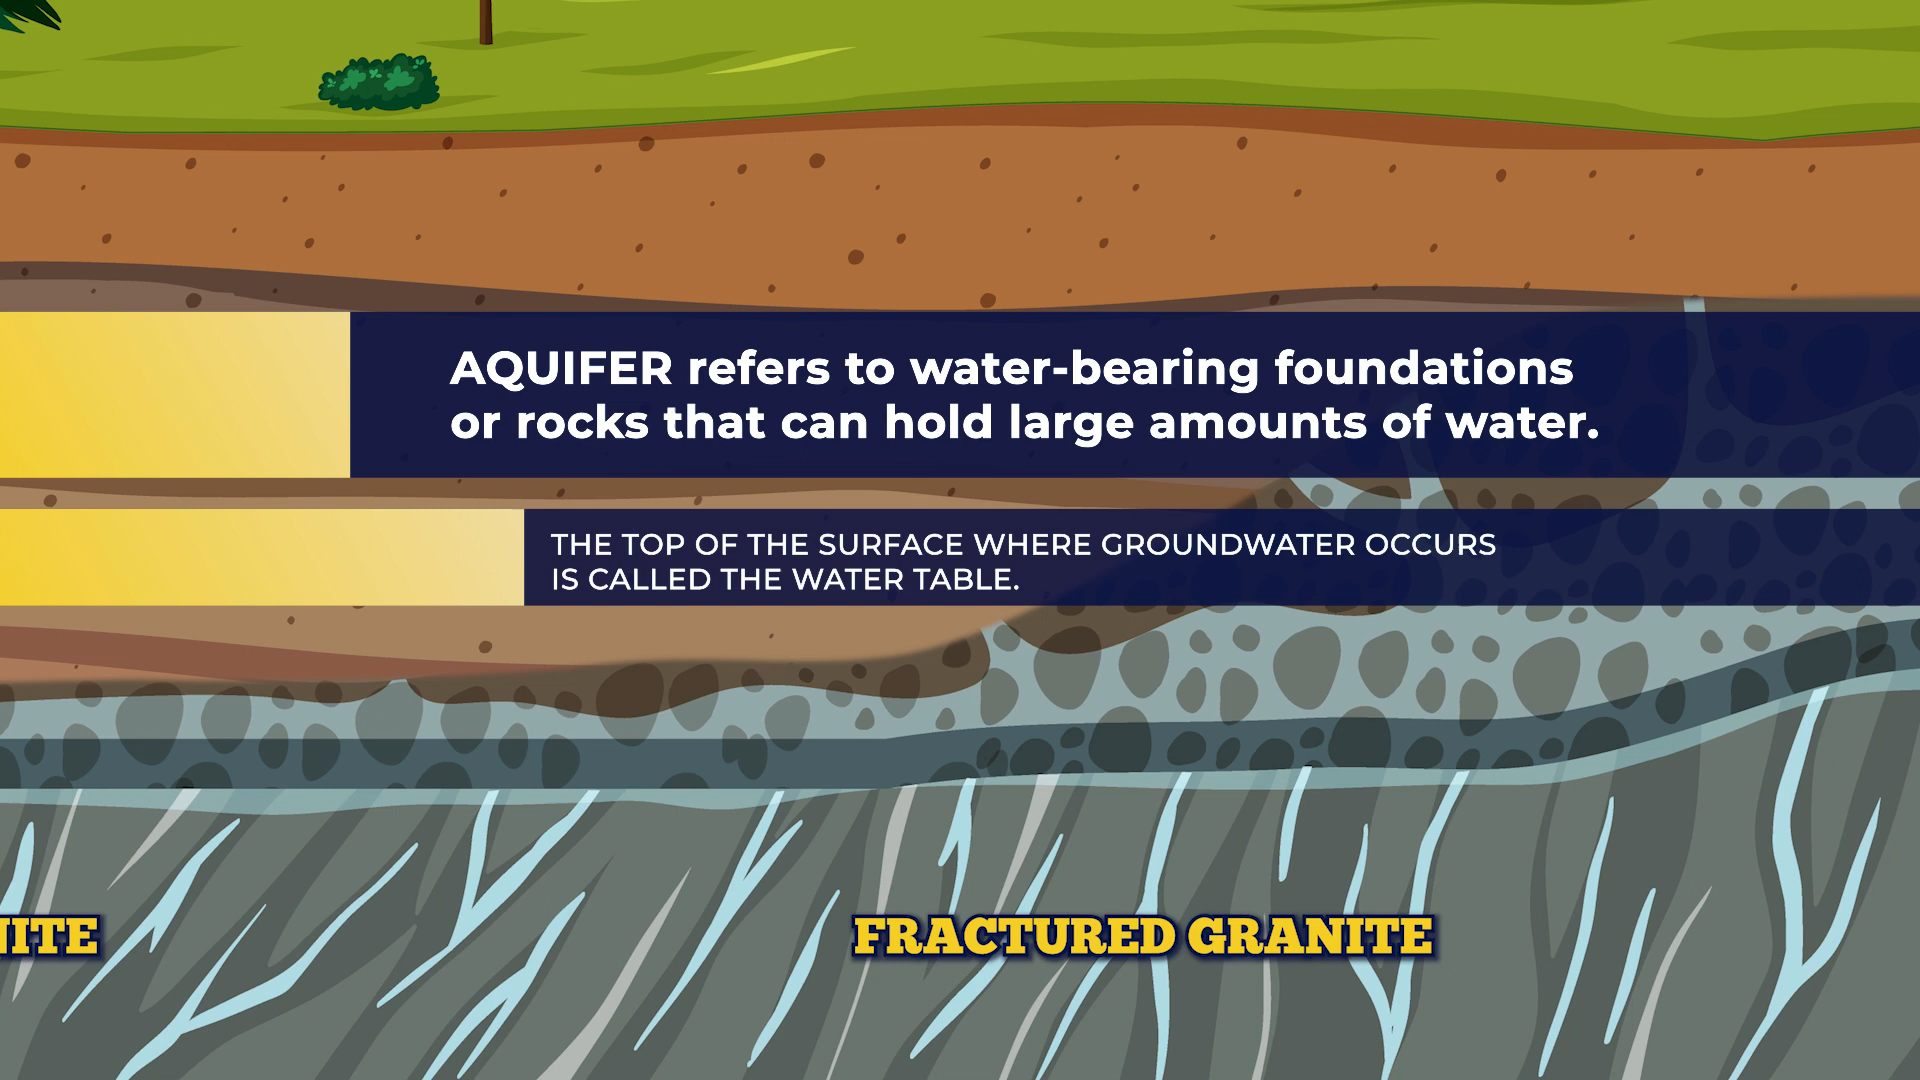 AQUIFER refers to water-bearing foundations
or rocks that can hold large amounts of water.
THE TOP OF THE SURFACE WHERE GROUNDWATER OCCURS
IS CALLED THE WATER TABLE.
FRACTURED GRANITE